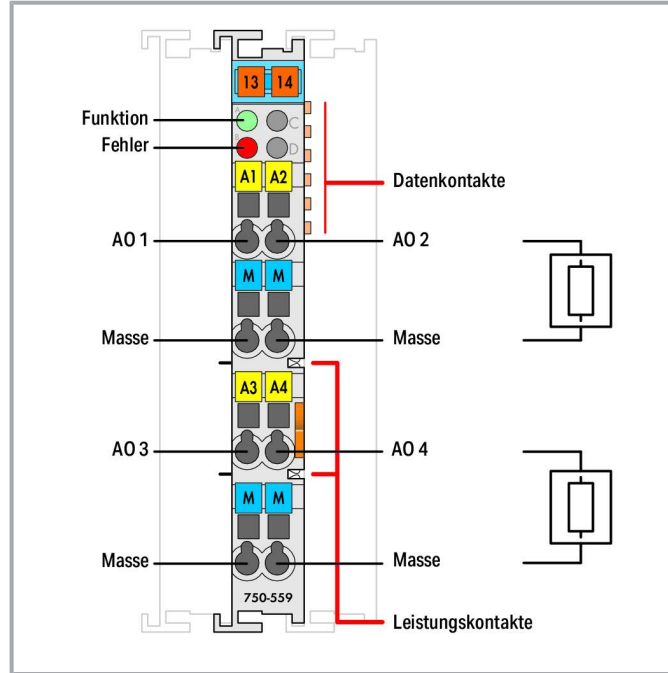 13 14
A
Funktion
C
B
Fehler
D
A1 A2
Datenkontakte
AO 1
AO 2
M M
Masse
Masse
A3 A4
AO 3
AO 4
M M
Masse
Masse
750-559
Leistungskontakte